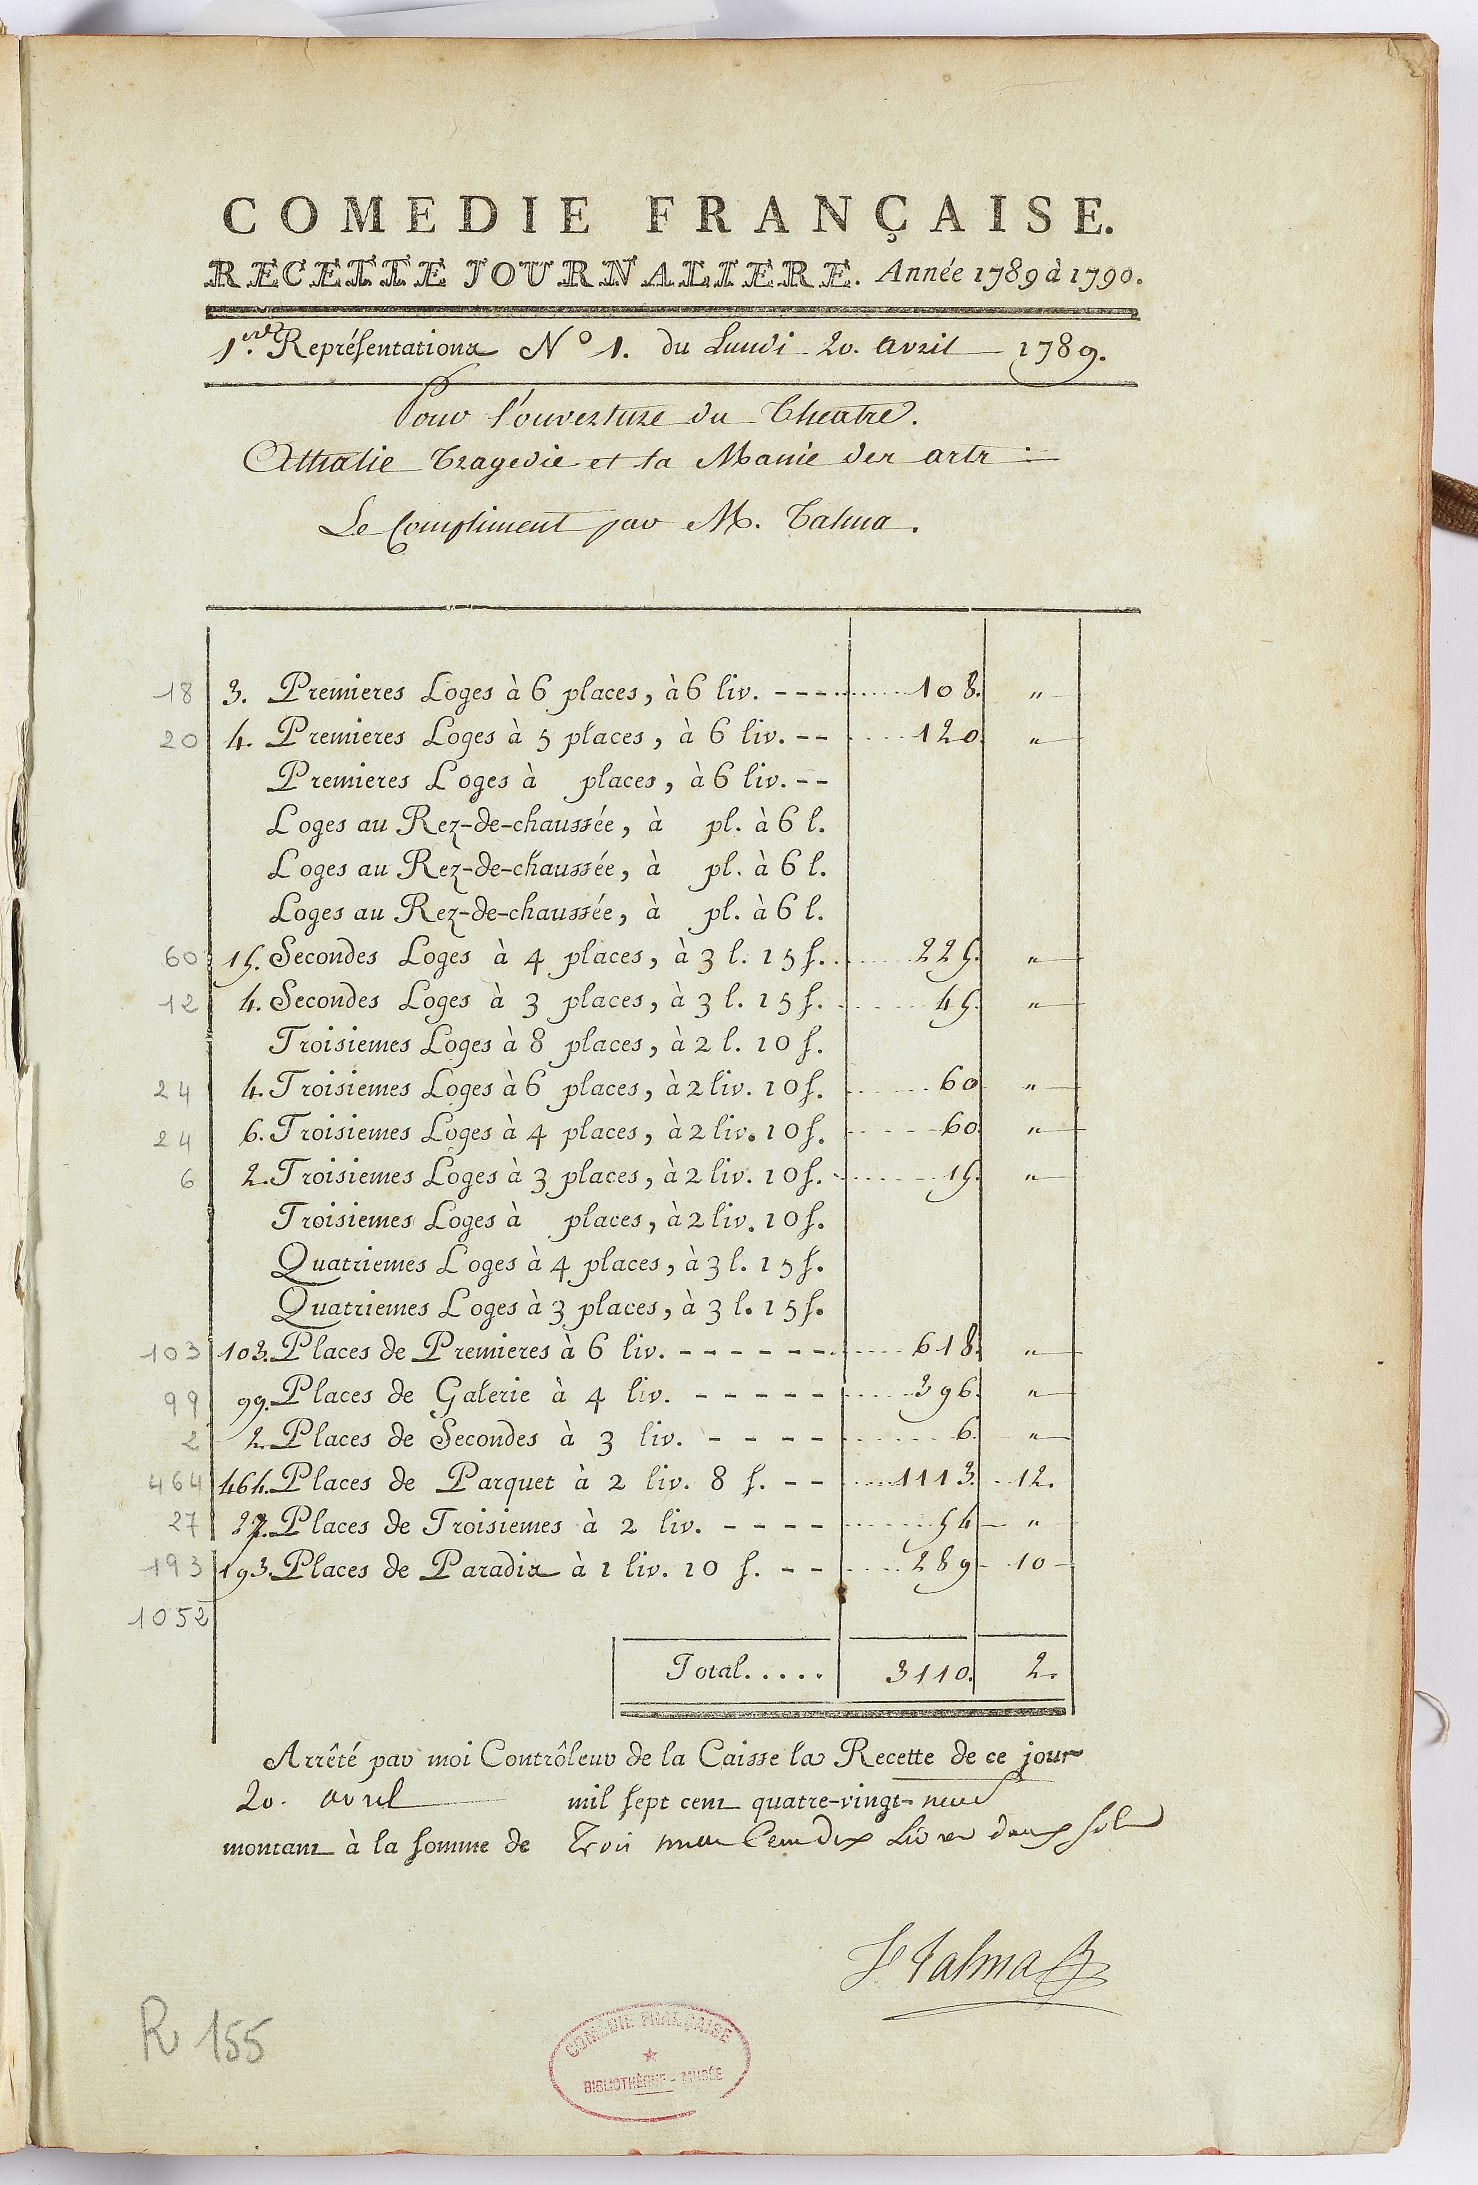 COMEDIE FRANÇAISE.
RECETTE JOURNALIERE. Année 1789 à 1790.
1.ere Représentations N° 1. du Lundi 20. avril 1789.
Pour l'ouverture du Theatre.
Athalie Tragedie et la Manie des arts :
Le Compliment par M. Talma.
18 3. Premieres Loges à 6 places, à 6 liv. ---- 108. "
20 4. Premieres Loges à 5 places, à 6 liv. -- 120. "
Premieres Loges à places, à 6 liv. --
Loges au Rez-de-chaussée, à pl. à 6 l.
Loges au Rez-de-chaussée, à pl. à 6 l.
Loges au Rez-de-chaussée, à pl. à 6 l.
60 15. Secondes Loges à 4 places, à 3 l. 15 s. 225. "
12 4. Secondes Loges à 3 places, à 3 l. 15 s. 45. "
Troisiemes Loges à 8 places, à 2 l. 10 s.
24 4. Troisiemes Loges à 6 places, à 2 liv. 10 s. 60 "
24 6. Troisiemes Loges à 4 places, à 2 liv. 10 s. 60. "
6 2. Troisiemes Loges à 3 places, à 2 liv. 10 s. 15. "
Troisiemes Loges à places, à 2 liv. 10 s.
Quatriemes Loges à 4 places, à 3 l. 15 s.
Quatriemes Loges à 3 places, à 3 l. 15 s.
103 103. Places de Premieres à 6 liv. ------ 618. "
99 99. Places de Galerie à 4 liv. ----- 396. "
2 2. Places de Secondes à 3 liv. ---- 6. "
464 464. Places de Parquet à 2 liv. 8 s. -- 1113. 12.
27 27. Places de Troisiemes à 2 liv. ---- 54 "
193 193. Places de Paradis à 1 liv. 10 s. -- 289 10
1052
Total..... 3110. 2.
Arrêté par moi Contrôleur de la Caisse la Recette de ce jour
20. avril mil sept cent quatre-vingt-neuf
montant à la somme de Trois mil Cent dix Livres deux sols
Talma
R 155
COMÉDIE FRANÇAISE
BIBLIOTHÈQUE - MUSÉE